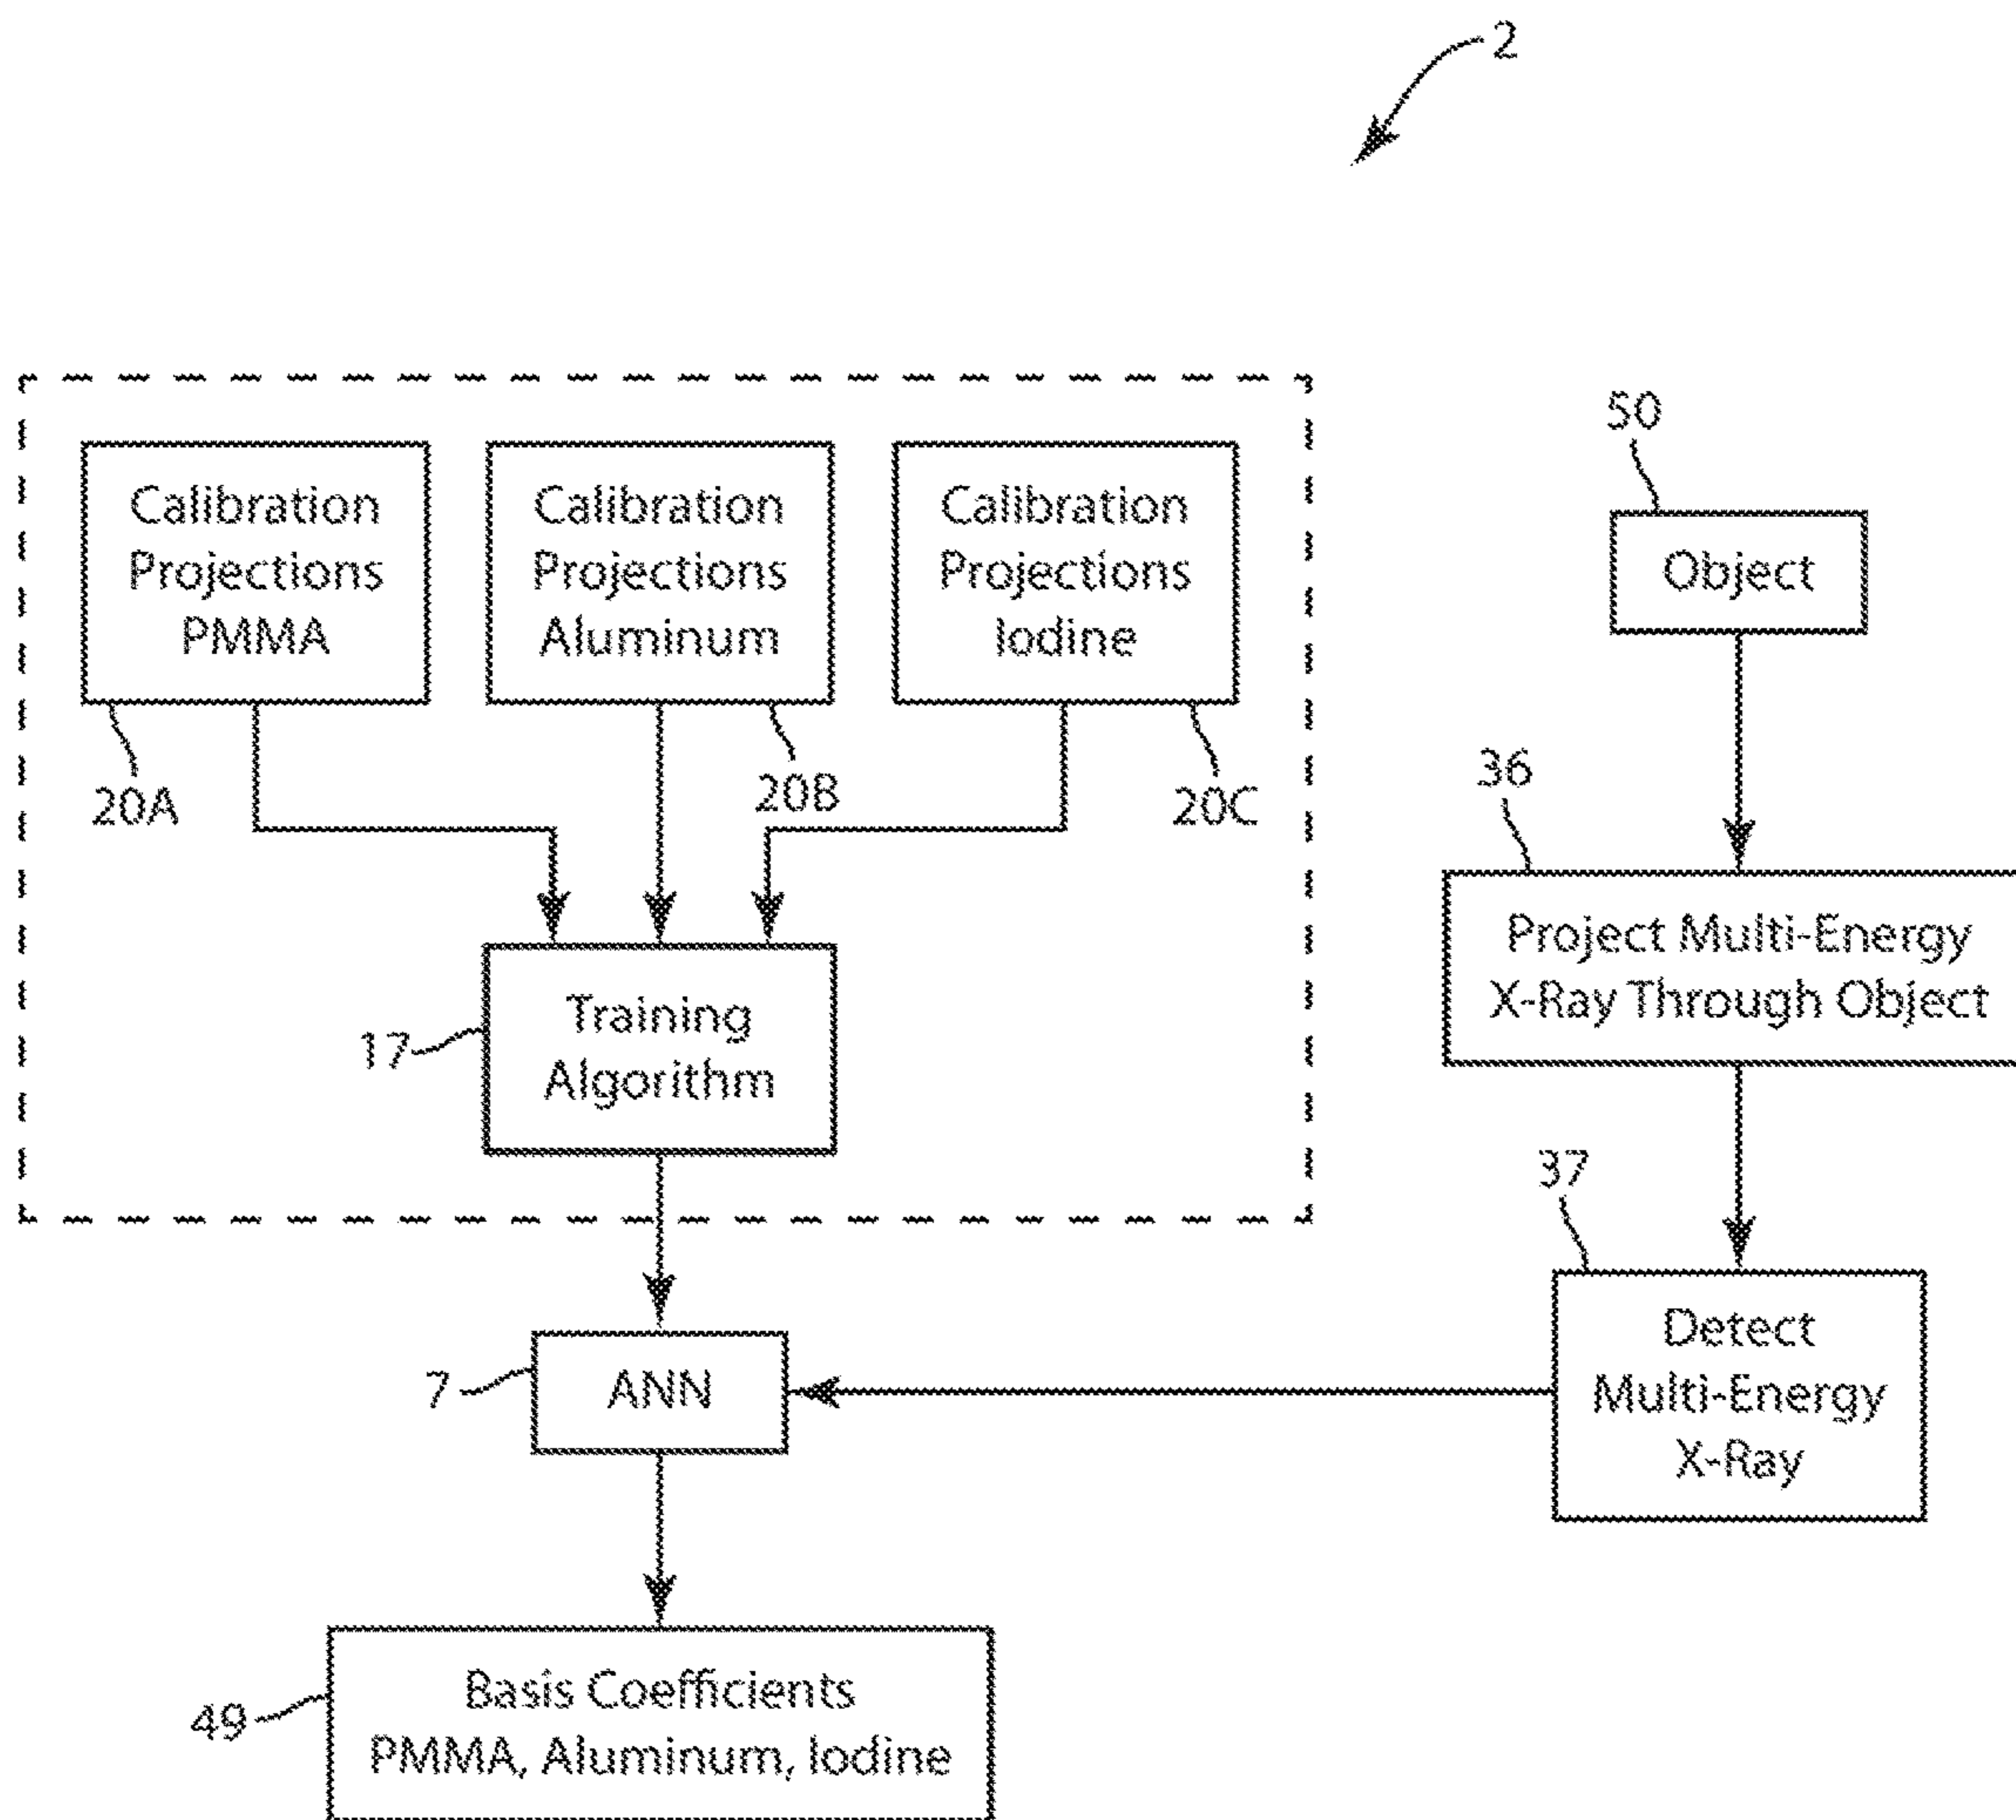 2
Calibration
Projections
PMMA
20A
Calibration
Projections
Aluminum
20B
Calibration
Projections
Iodine
20C
17
Training
Algorithm
50
Object
36
Project Multi-Energy
X-Ray Through Object
37
Detect
Multi-Energy
X-Ray
7
ANN
49
Basis Coefficients
PMMA, Aluminum, Iodine